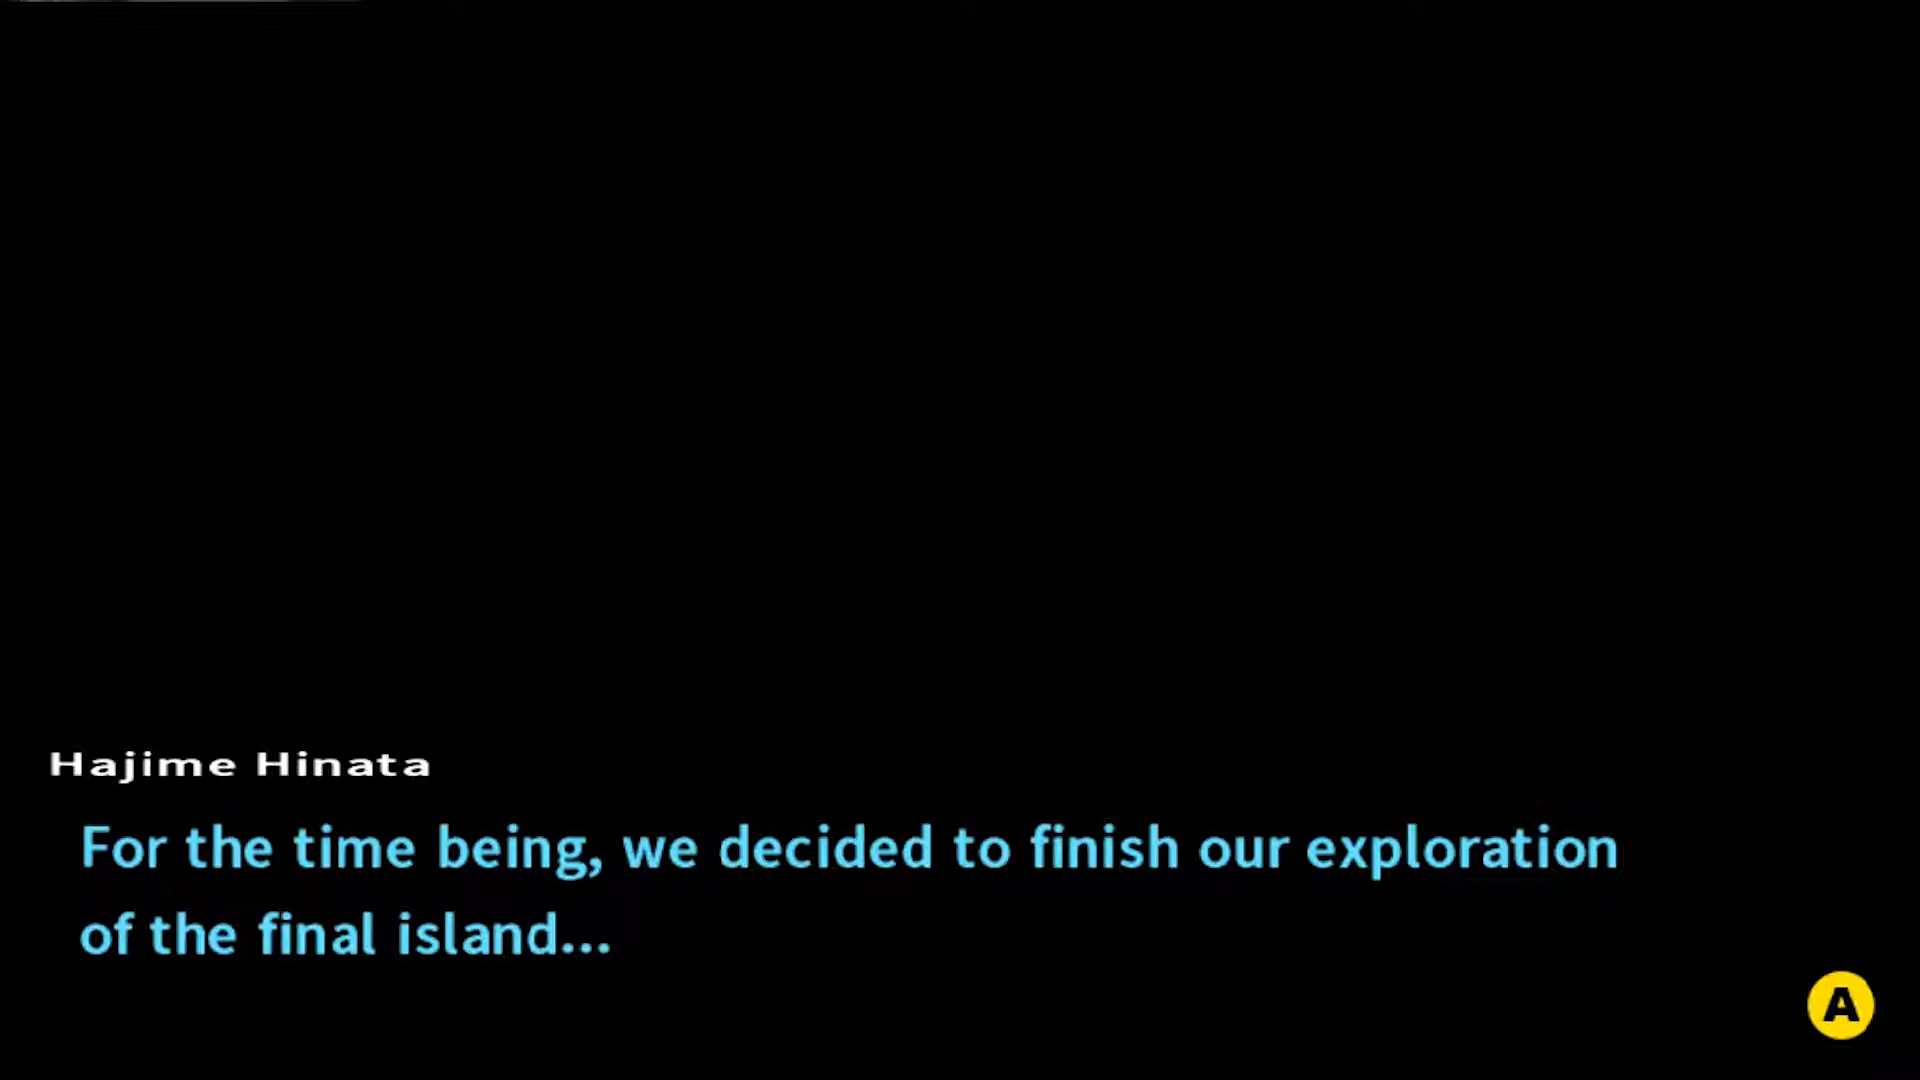 Hajime Hinata
For the time being, we decided to finish our exploration
of the final island...
A